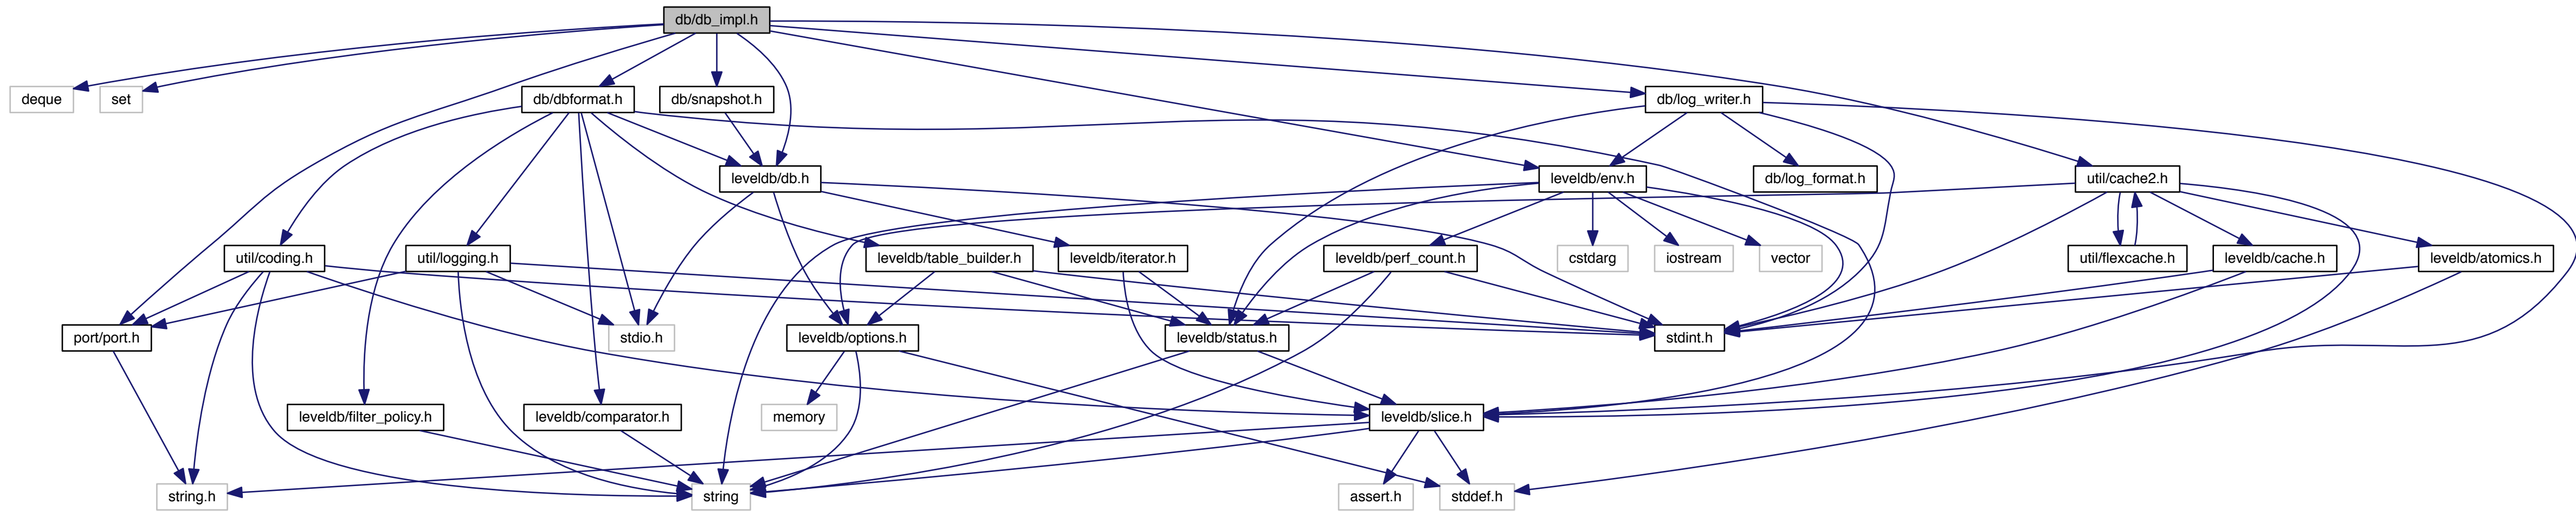 db/db_impl.h
deque
set
db/dbformat.h
db/snapshot.h
db/log_writer.h
leveldb/db.h
leveldb/env.h
db/log_format.h
util/cache2.h
util/coding.h
util/logging.h
leveldb/table_builder.h
leveldb/iterator.h
leveldb/perf_count.h
cstdarg
iostream
vector
util/flexcache.h
leveldb/cache.h
leveldb/atomics.h
port/port.h
stdio.h
leveldb/options.h
leveldb/status.h
stdint.h
leveldb/filter_policy.h
leveldb/comparator.h
memory
leveldb/slice.h
string.h
string
assert.h
stddef.h